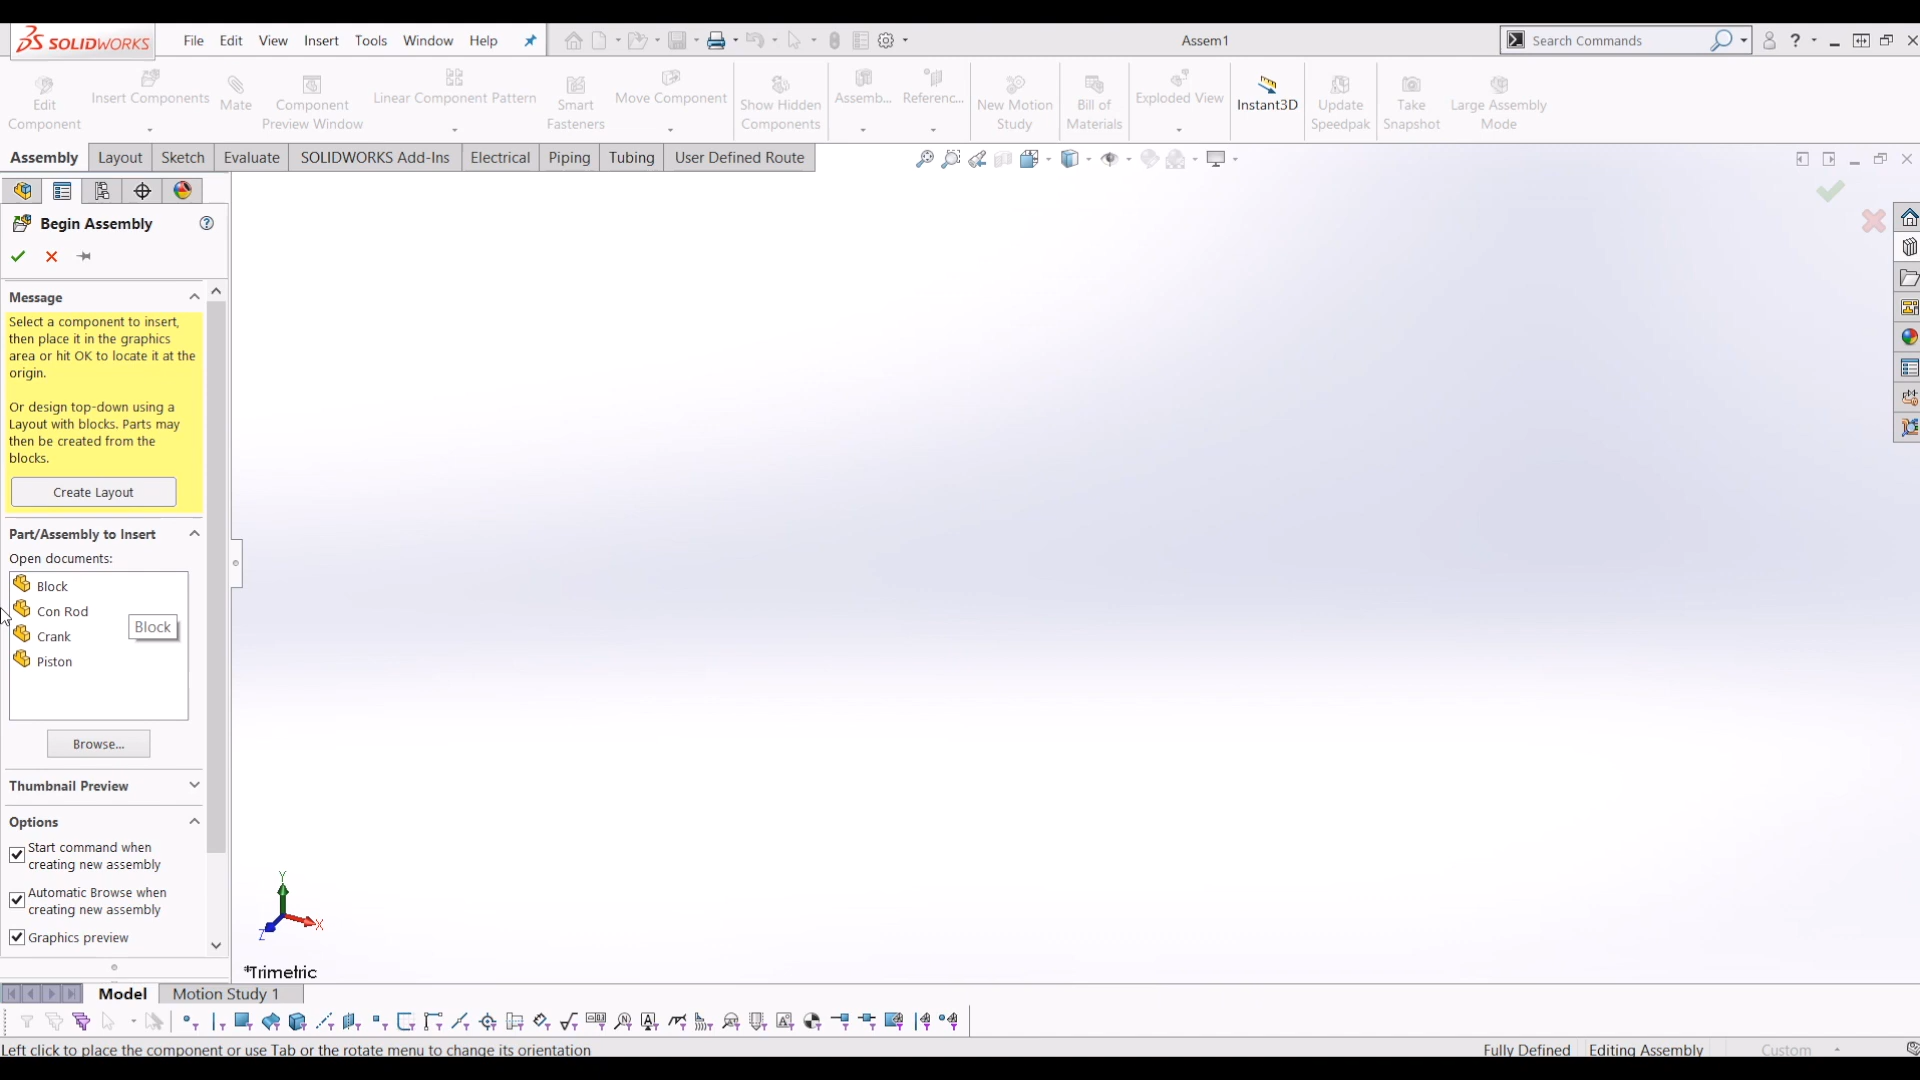 SOLIDWORKS File Edit View Insert Tools Window Help Assem1 Search Commands
Edit Component
Insert Components
Mate
Component Preview Window
Linear Component Pattern
Smart Fasteners
Move Component
Show Hidden Components
Assemb...
Referenc...
New Motion Study
Bill of Materials
Exploded View
Instant3D
Update Speedpak
Take Snapshot
Large Assembly Mode
Assembly Layout Sketch Evaluate SOLIDWORKS Add-Ins Electrical Piping Tubing User Defined Route
Begin Assembly
Message
Select a component to insert,
then place it in the graphics
area or hit OK to locate it at the
origin.
Or design top-down using a
Layout with blocks. Parts may
then be created from the
blocks.
Create Layout
Part/Assembly to Insert
Open documents:
Block
Con Rod
Block
Crank
Piston
Browse...
Thumbnail Preview
Options
Start command when
creating new assembly
Automatic Browse when
creating new assembly
Graphics preview
Y
X
Z
*Trimetric
Model Motion Study 1
Left click to place the component or use Tab or the rotate menu to change its orientation Fully Defined Editing Assembly Custom